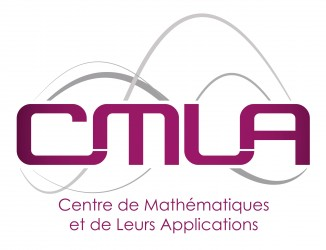 CMLA
Centre de Mathématiques
et de Leurs Applications